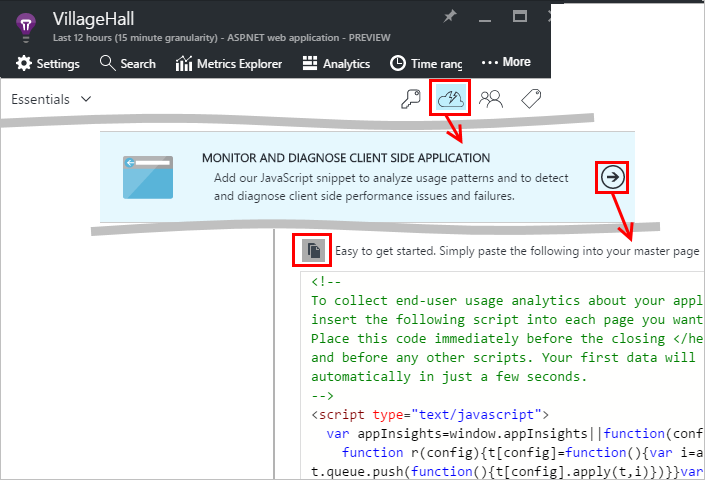 VillageHall
Last 12 hours (15 minute granularity) - ASP.NET web application - PREVIEW
Settings Search Metrics Explorer Analytics Time rang ••• More
Essentials
MONITOR AND DIAGNOSE CLIENT SIDE APPLICATION
Add our JavaScript snippet to analyze usage patterns and to detect
and diagnose client side performance issues and failures.
Easy to get started. Simply paste the following into your master page
<!--
To collect end-user usage analytics about your appl
insert the following script into each page you want
Place this code immediately before the closing </he
and before any other scripts. Your first data will
automatically in just a few seconds.
-->
<script type="text/javascript">
var appInsights=window.appInsights||function(conf
function r(config){t[config]=function(){var i=a
t.queue.push(function(){t[config].apply(t,i)})}}var